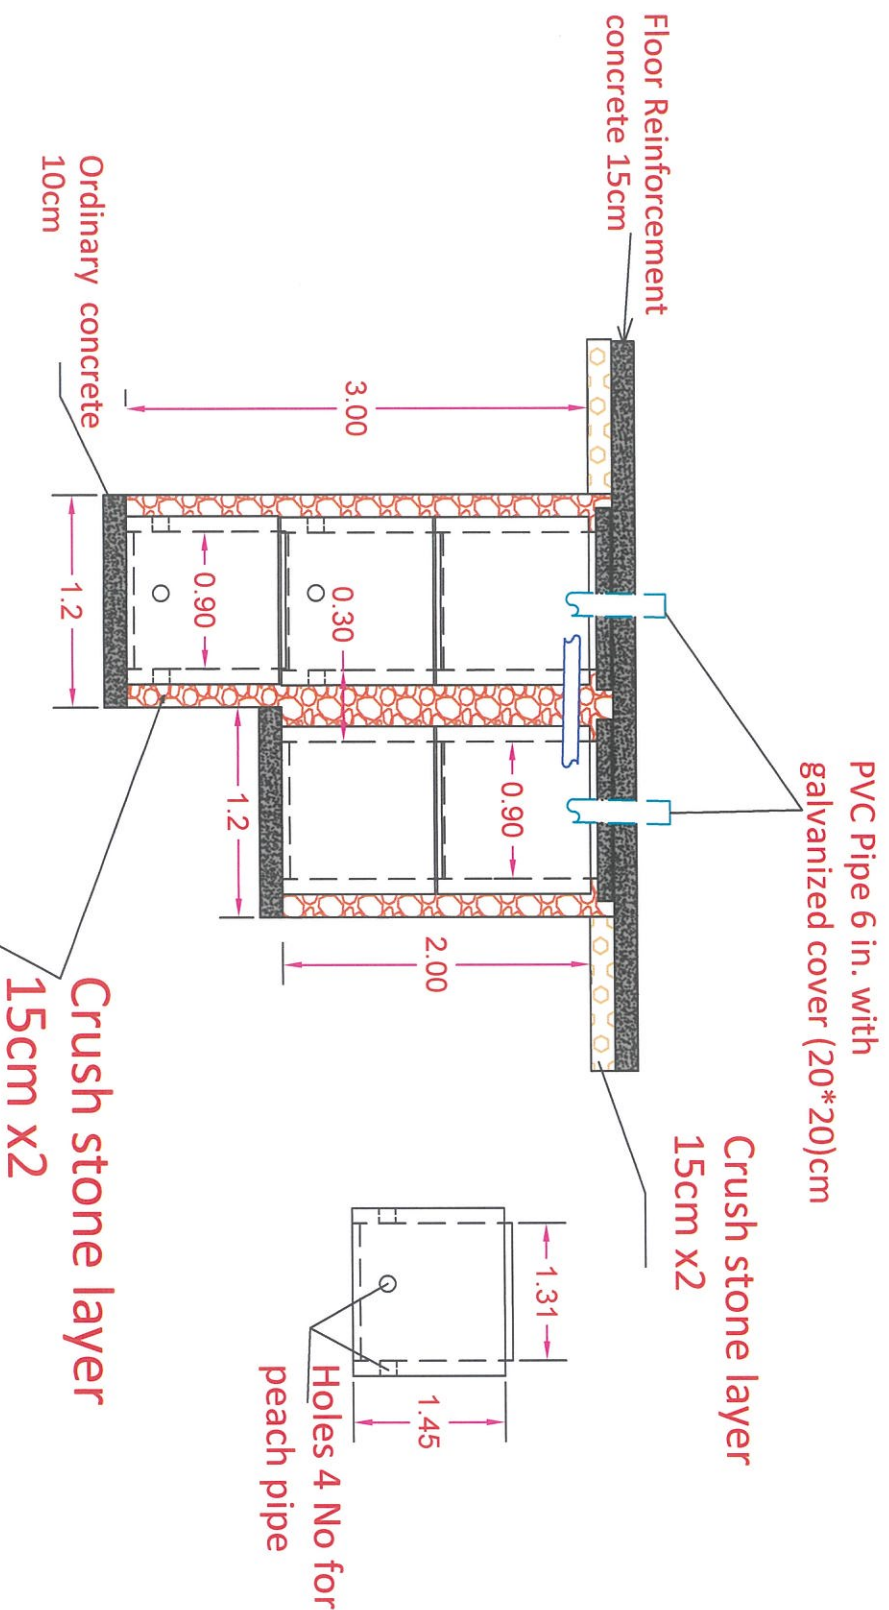 PVC Pipe 6 in. with
galvanized cover (20*20)cm
Floor Reinforcement
concrete 15cm
Crush stone layer
15cm x2
3.00
0.30
0.90
0.90
2.00
1.2
1.2
Ordinary concrete
10cm
Crush stone layer
15cm x2
1.31
1.45
Holes 4 No for
peach pipe